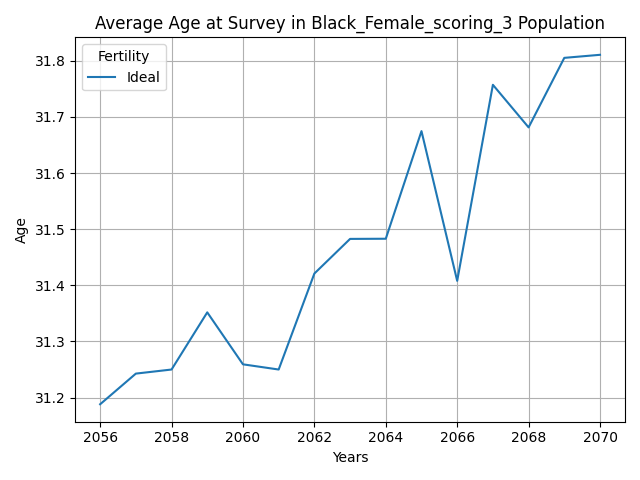 Average Age at Survey in Black_Female_scoring_3 Population
Fertility
Ideal
31.8
31.7
31.6
31.5
31.4
31.3
31.2
Age
2056 2058 2060 2062 2064 2066 2068 2070
Years